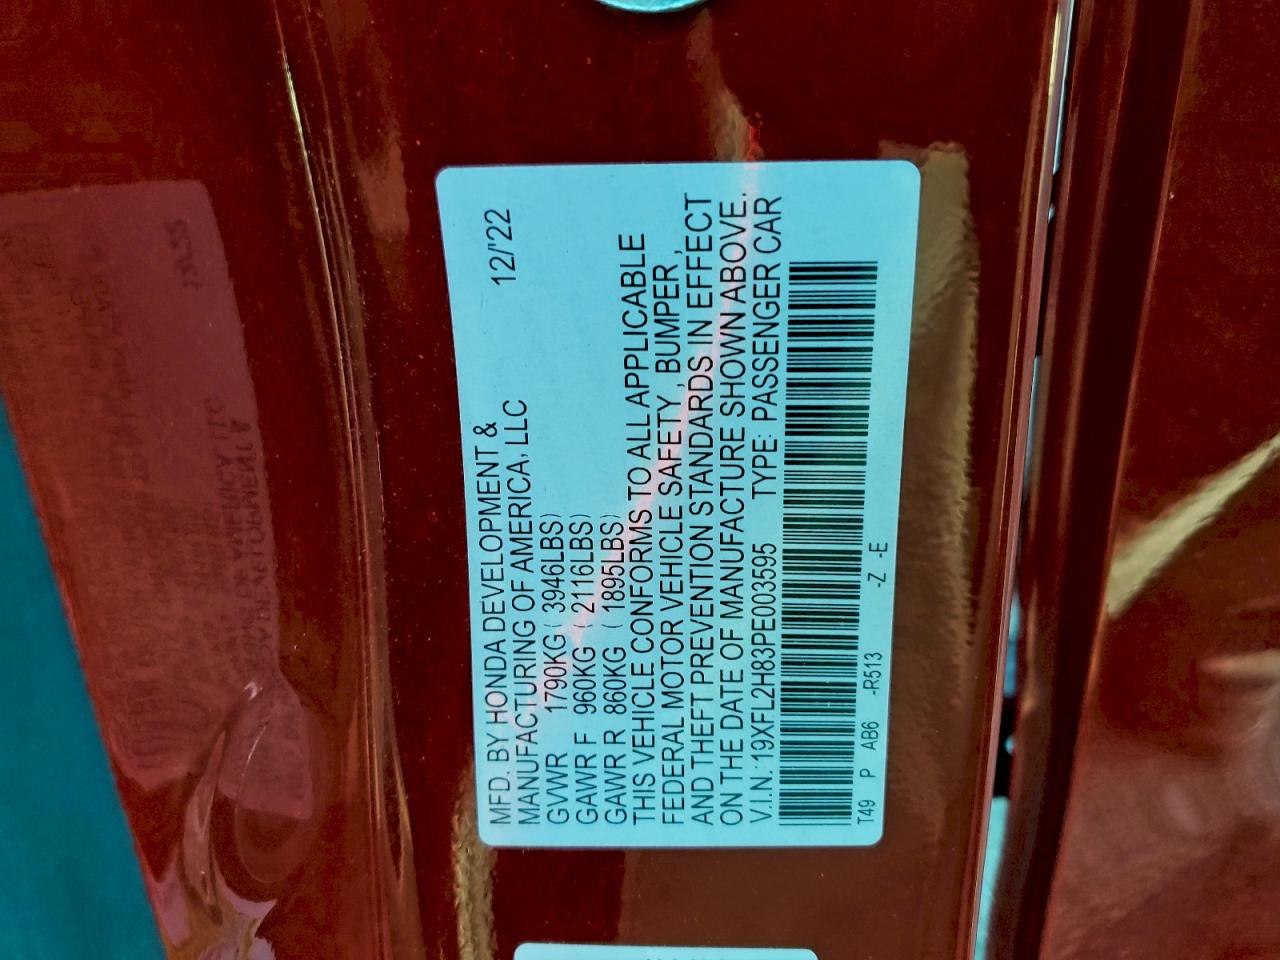 MFD. BY HONDA DEVELOPMENT &
MANUFACTURING OF AMERICA, LLC 12/'22
GVWR 1790KG ( 3946LBS)
GAWR F 960KG ( 2116LBS)
GAWR R 860KG ( 1895LBS)
THIS VEHICLE CONFORMS TO ALL APPLICABLE
FEDERAL MOTOR VEHICLE SAFETY , BUMPER ,
AND THEFT PREVENTION STANDARDS IN EFFECT
ON THE DATE OF MANUFACTURE SHOWN ABOVE.
V.I.N.: 19XFL2H83PE003595 TYPE: PASSENGER CAR
T49 P AB6 -R513 -Z -E